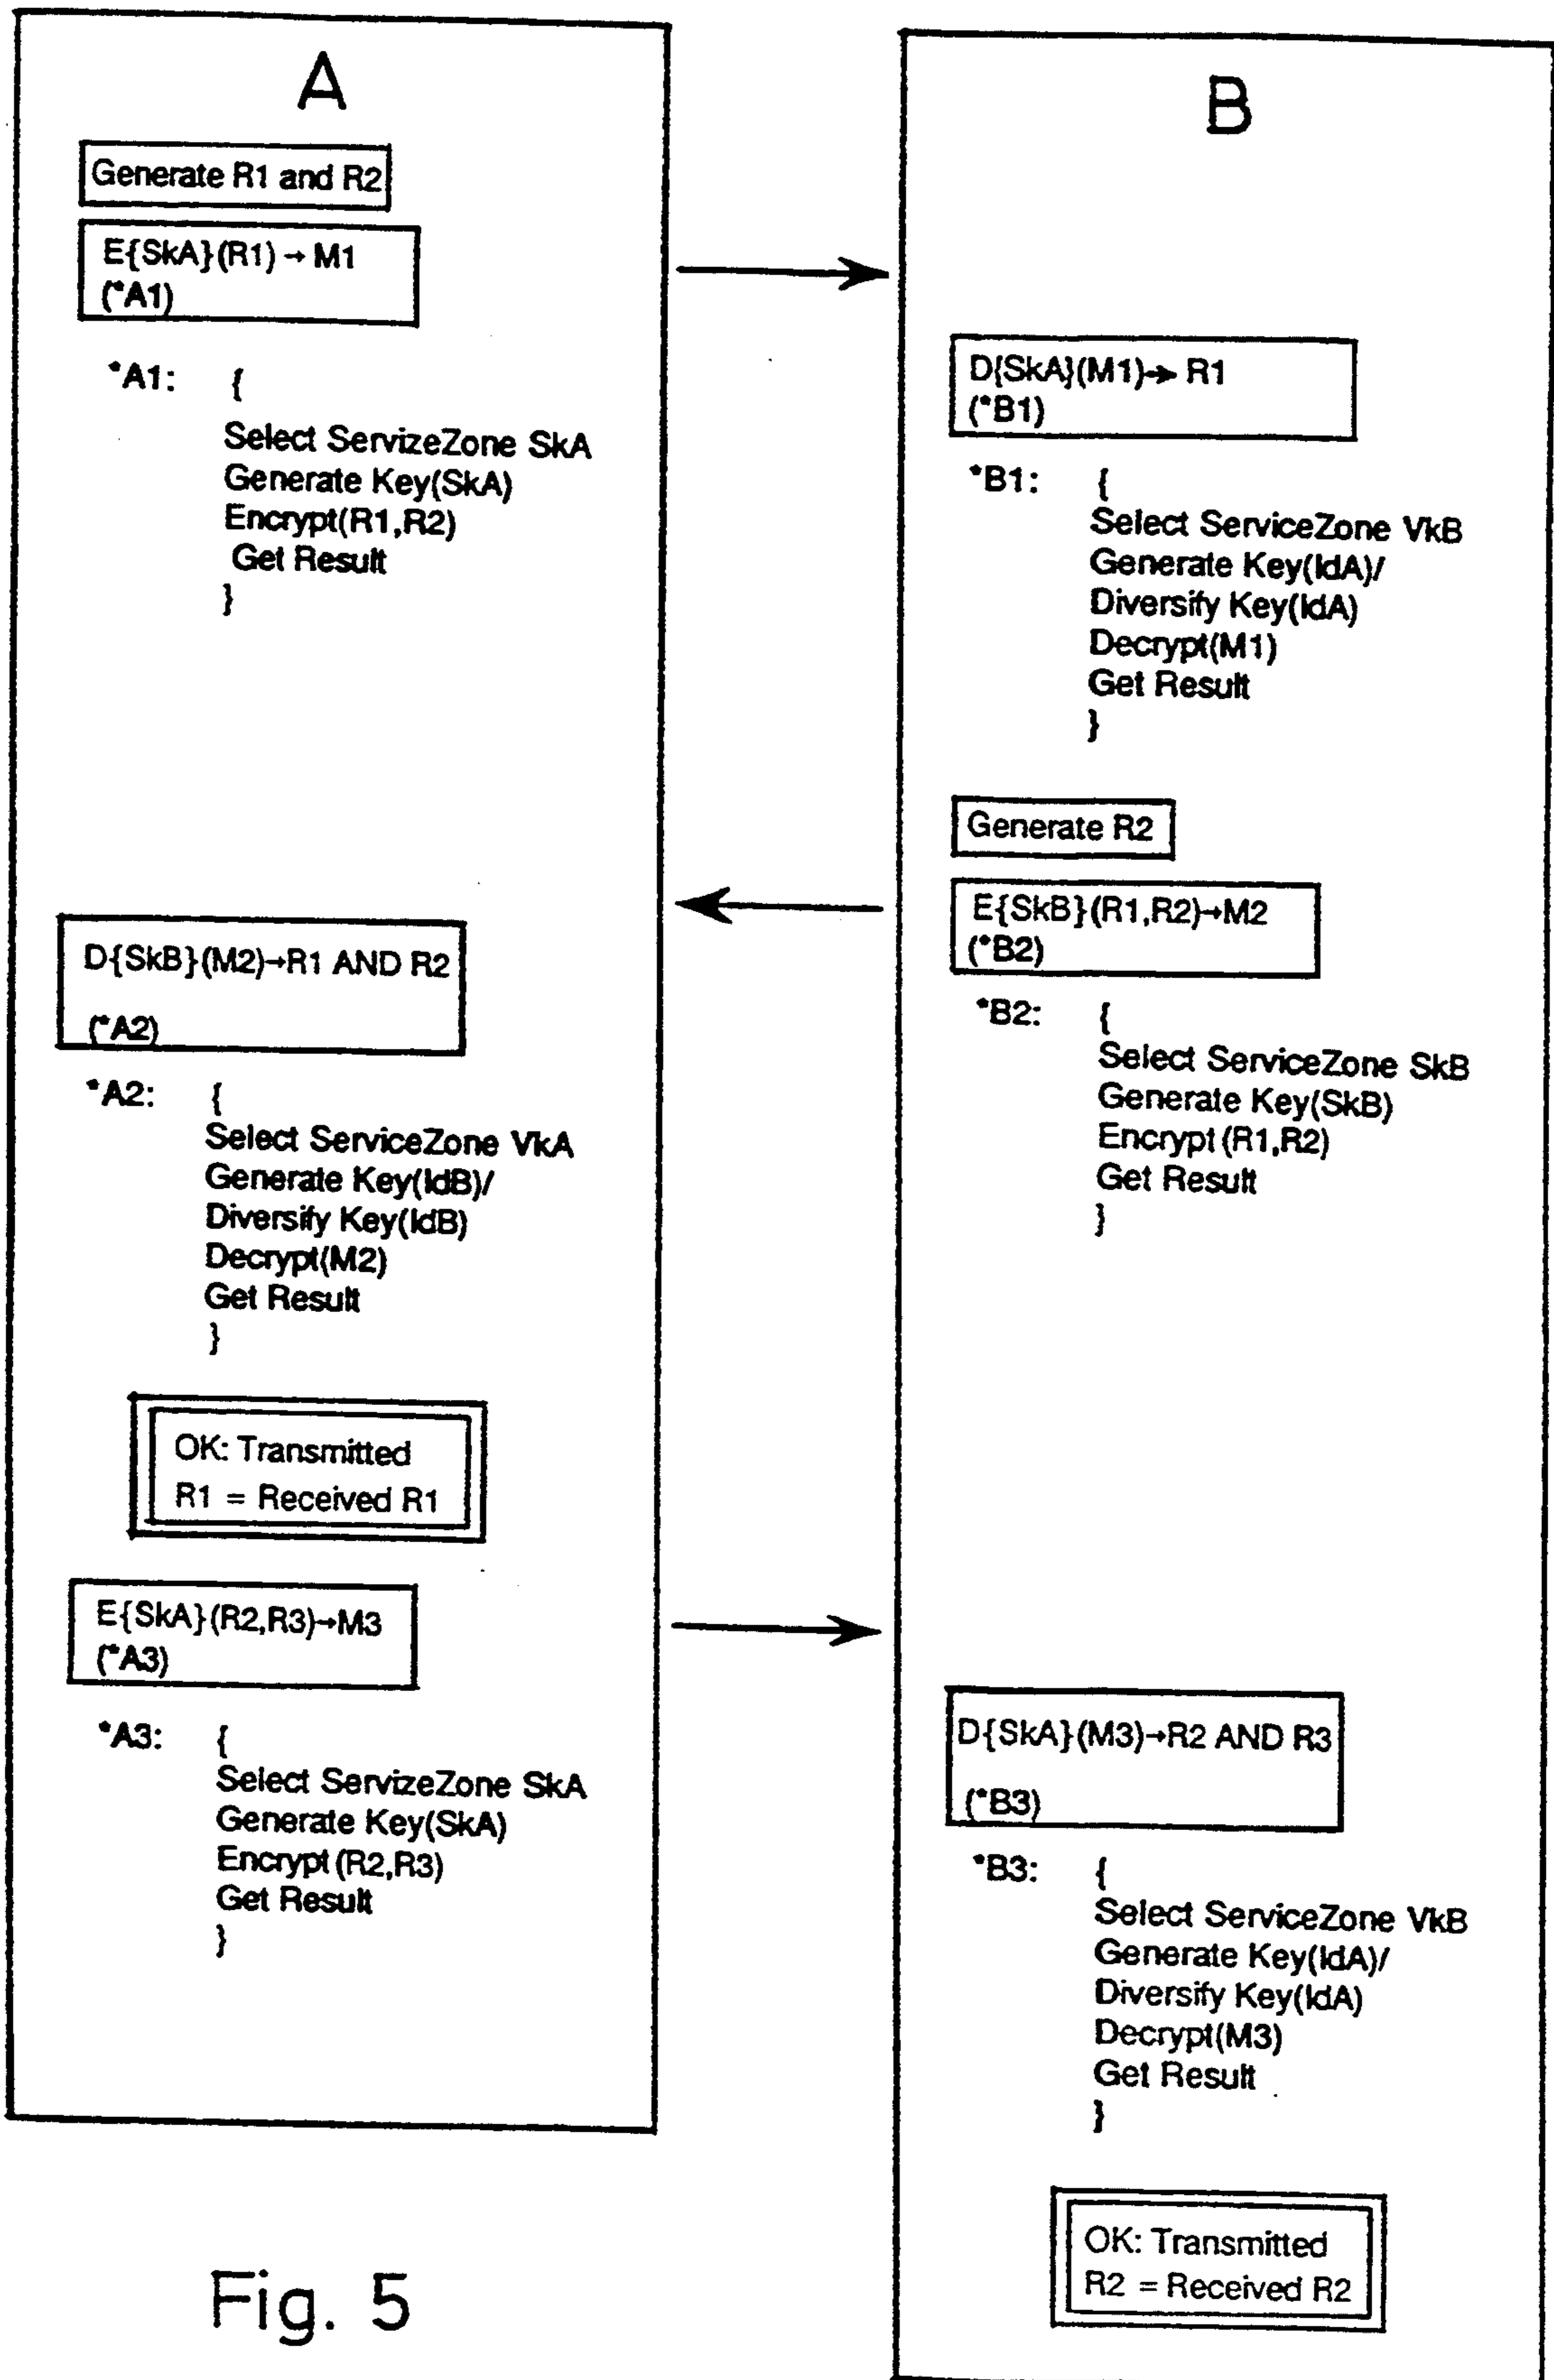 A
Generate R1 and R2
E{SkA}(R1)→M1
(*A1)
*A1: {
Select ServizeZone SkA
Generate Key(SkA)
Encrypt(R1,R2)
Get Result
}
D{SkB}(M2)→R1 AND R2
(*A2)
*A2: {
Select ServiceZone VkA
Generate Key(IdB)/
Diversify Key(IdB)
Decrypt(M2)
Get Result
}
OK: Transmitted
R1 = Received R1
E{SkA}(R2,R3)→M3
(*A3)
*A3: {
Select ServizeZone SkA
Generate Key(SkA)
Encrypt(R2,R3)
Get Result
}
B
D{SkA}(M1)→ R1
(*B1)
*B1: {
Select ServiceZone VkB
Generate Key(IdA)/
Diversify Key(IdA)
Decrypt(M1)
Get Result
}
Generate R2
E{SkB}(R1,R2)→M2
(*B2)
*B2: {
Select ServiceZone SkB
Generate Key(SkB)
Encrypt(R1,R2)
Get Result
}
D{SkA}(M3)→R2 AND R3
(*B3)
*B3: {
Select ServiceZone VkB
Generate Key(IdA)/
Diversify Key(IdA)
Decrypt(M3)
Get Result
}
OK: Transmitted
R2 = Received R2
Fig. 5